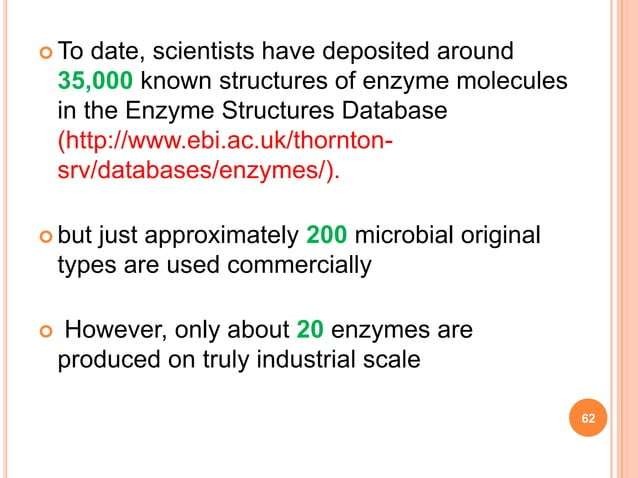 To date, scientists have deposited around
35,000 known structures of enzyme molecules
in the Enzyme Structures Database
(http://www.ebi.ac.uk/thornton-
srv/databases/enzymes/).
but just approximately 200 microbial original
types are used commercially
However, only about 20 enzymes are
produced on truly industrial scale
62